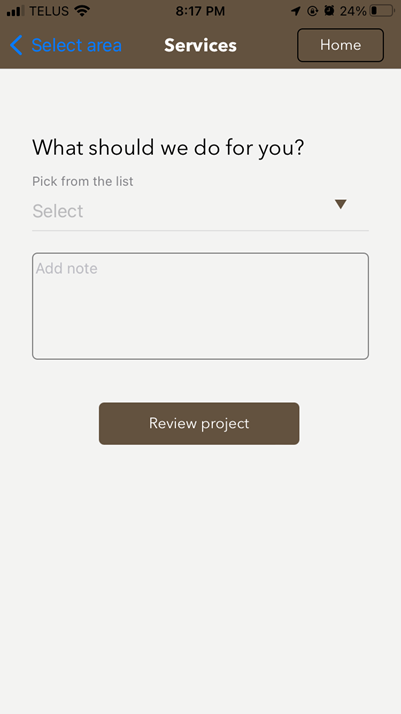 TELUS
8:17 PM
24%
Select area
Services
Home
What should we do for you?
Pick from the list
Select
Add note
Review project